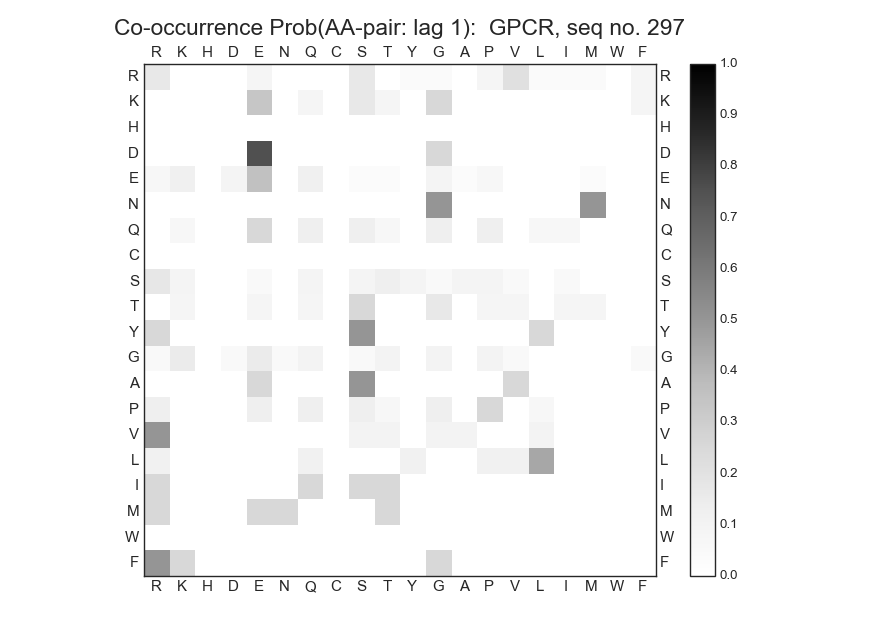 Co-occurrence Prob(AA-pair: lag 1):  GPCR, seq no. 297
R K H D E N Q C S T Y G A P V L I M W F
R R 1.0
K K
0.9
H H
D D 0.8
E E
0.7
N N
Q Q 0.6
C C
S S
T T 0.5
Y Y
G G 0.4
A A
P P 0.3
V V
L L 0.2
I I
M M 0.1
W W
F F
0.0
R K H D E N Q C S T Y G A P V L I M W F